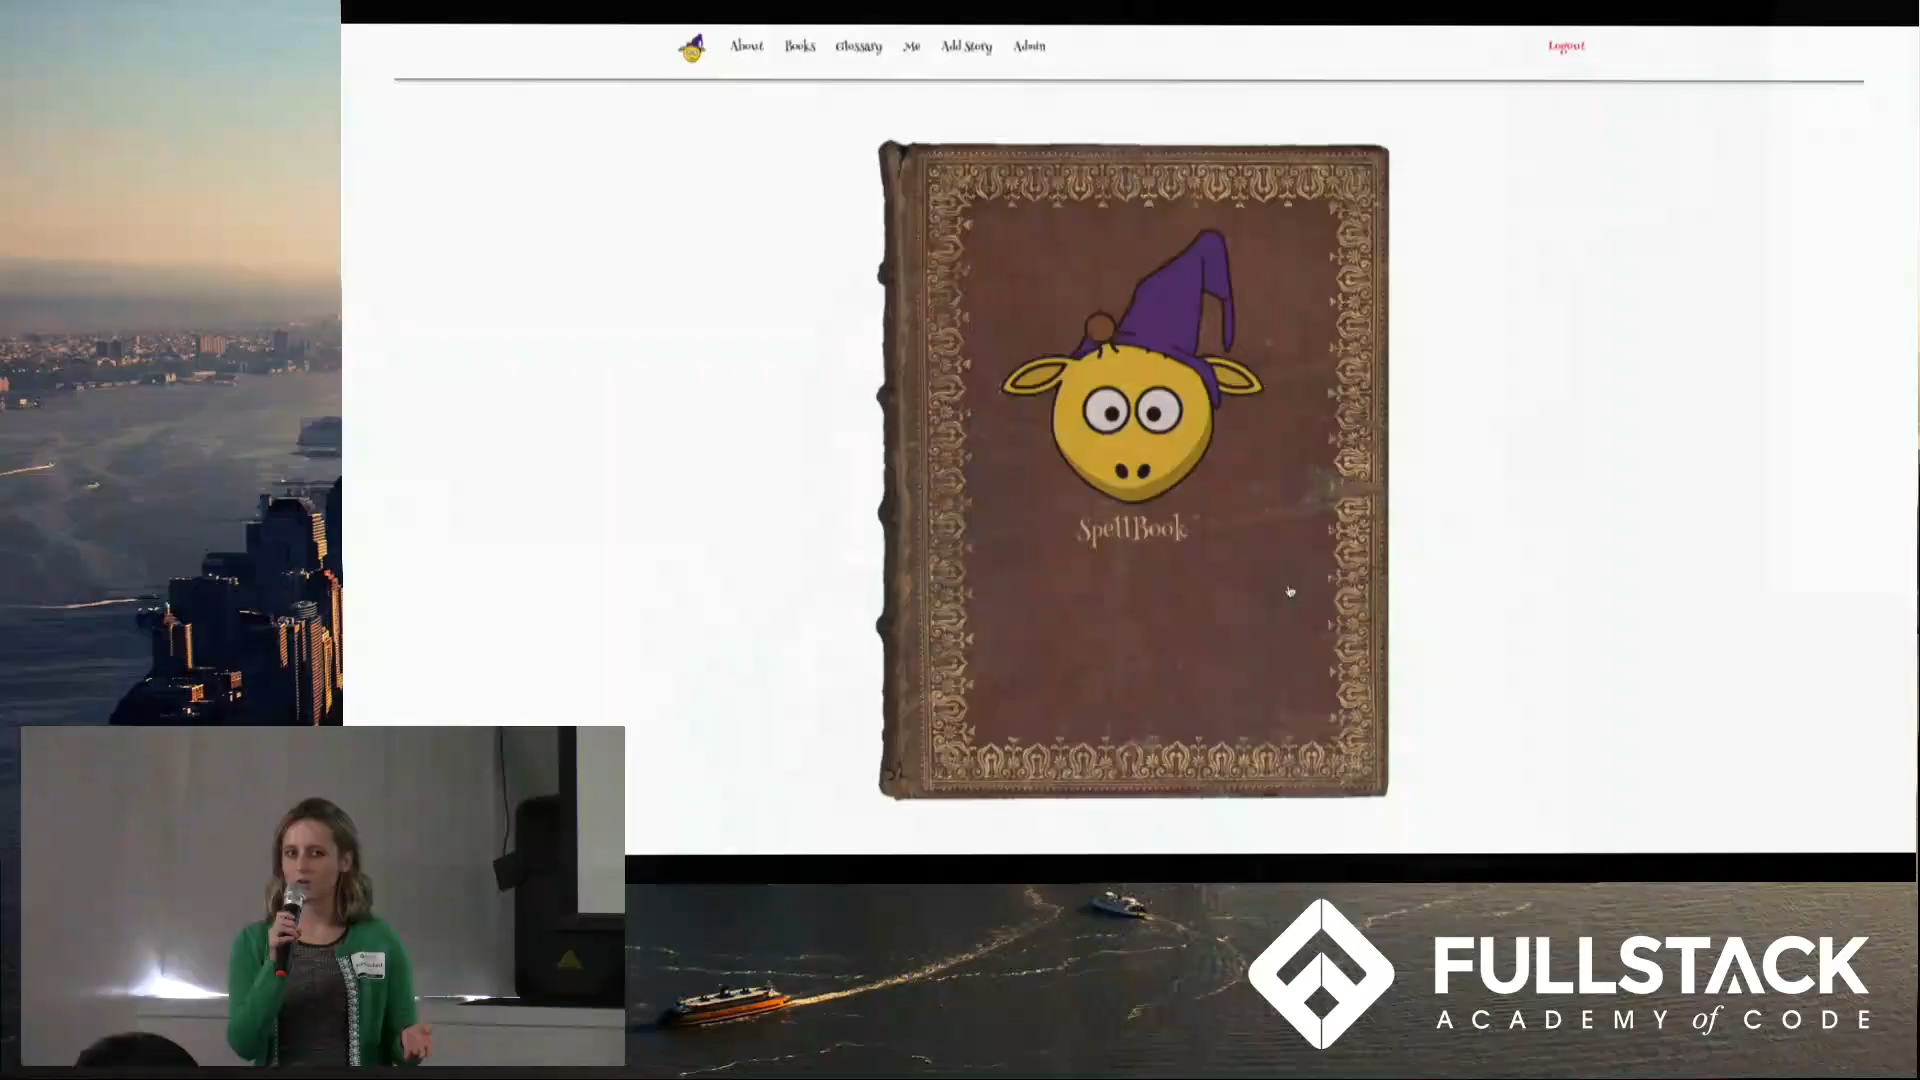 About Books Glossary Me Add Story Admin Logout
SpellBook
FULLSTACK
ACADEMY of CODE